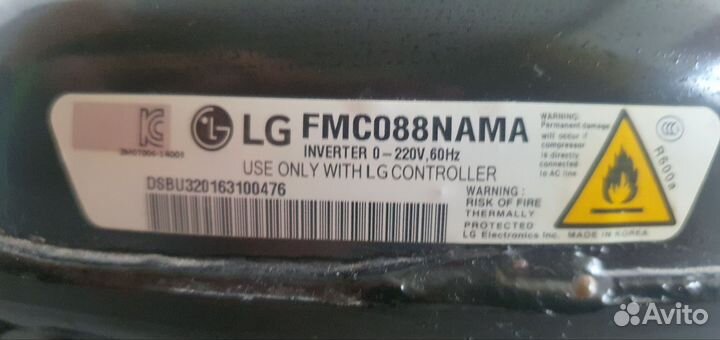 LG FMC088NAMA
INVERTER 0-220V,60Hz
USE ONLY WITH LG CONTROLLER
DSBU320163100476
WARNING :
RISK OF FIRE
THERMALLY
PROTECTED
LG Electronics Inc.
MADE IN KOREA
WARNING:
Permanent damage
will occur if
compressor
is directly
connected
to AC line
R600a
Avito